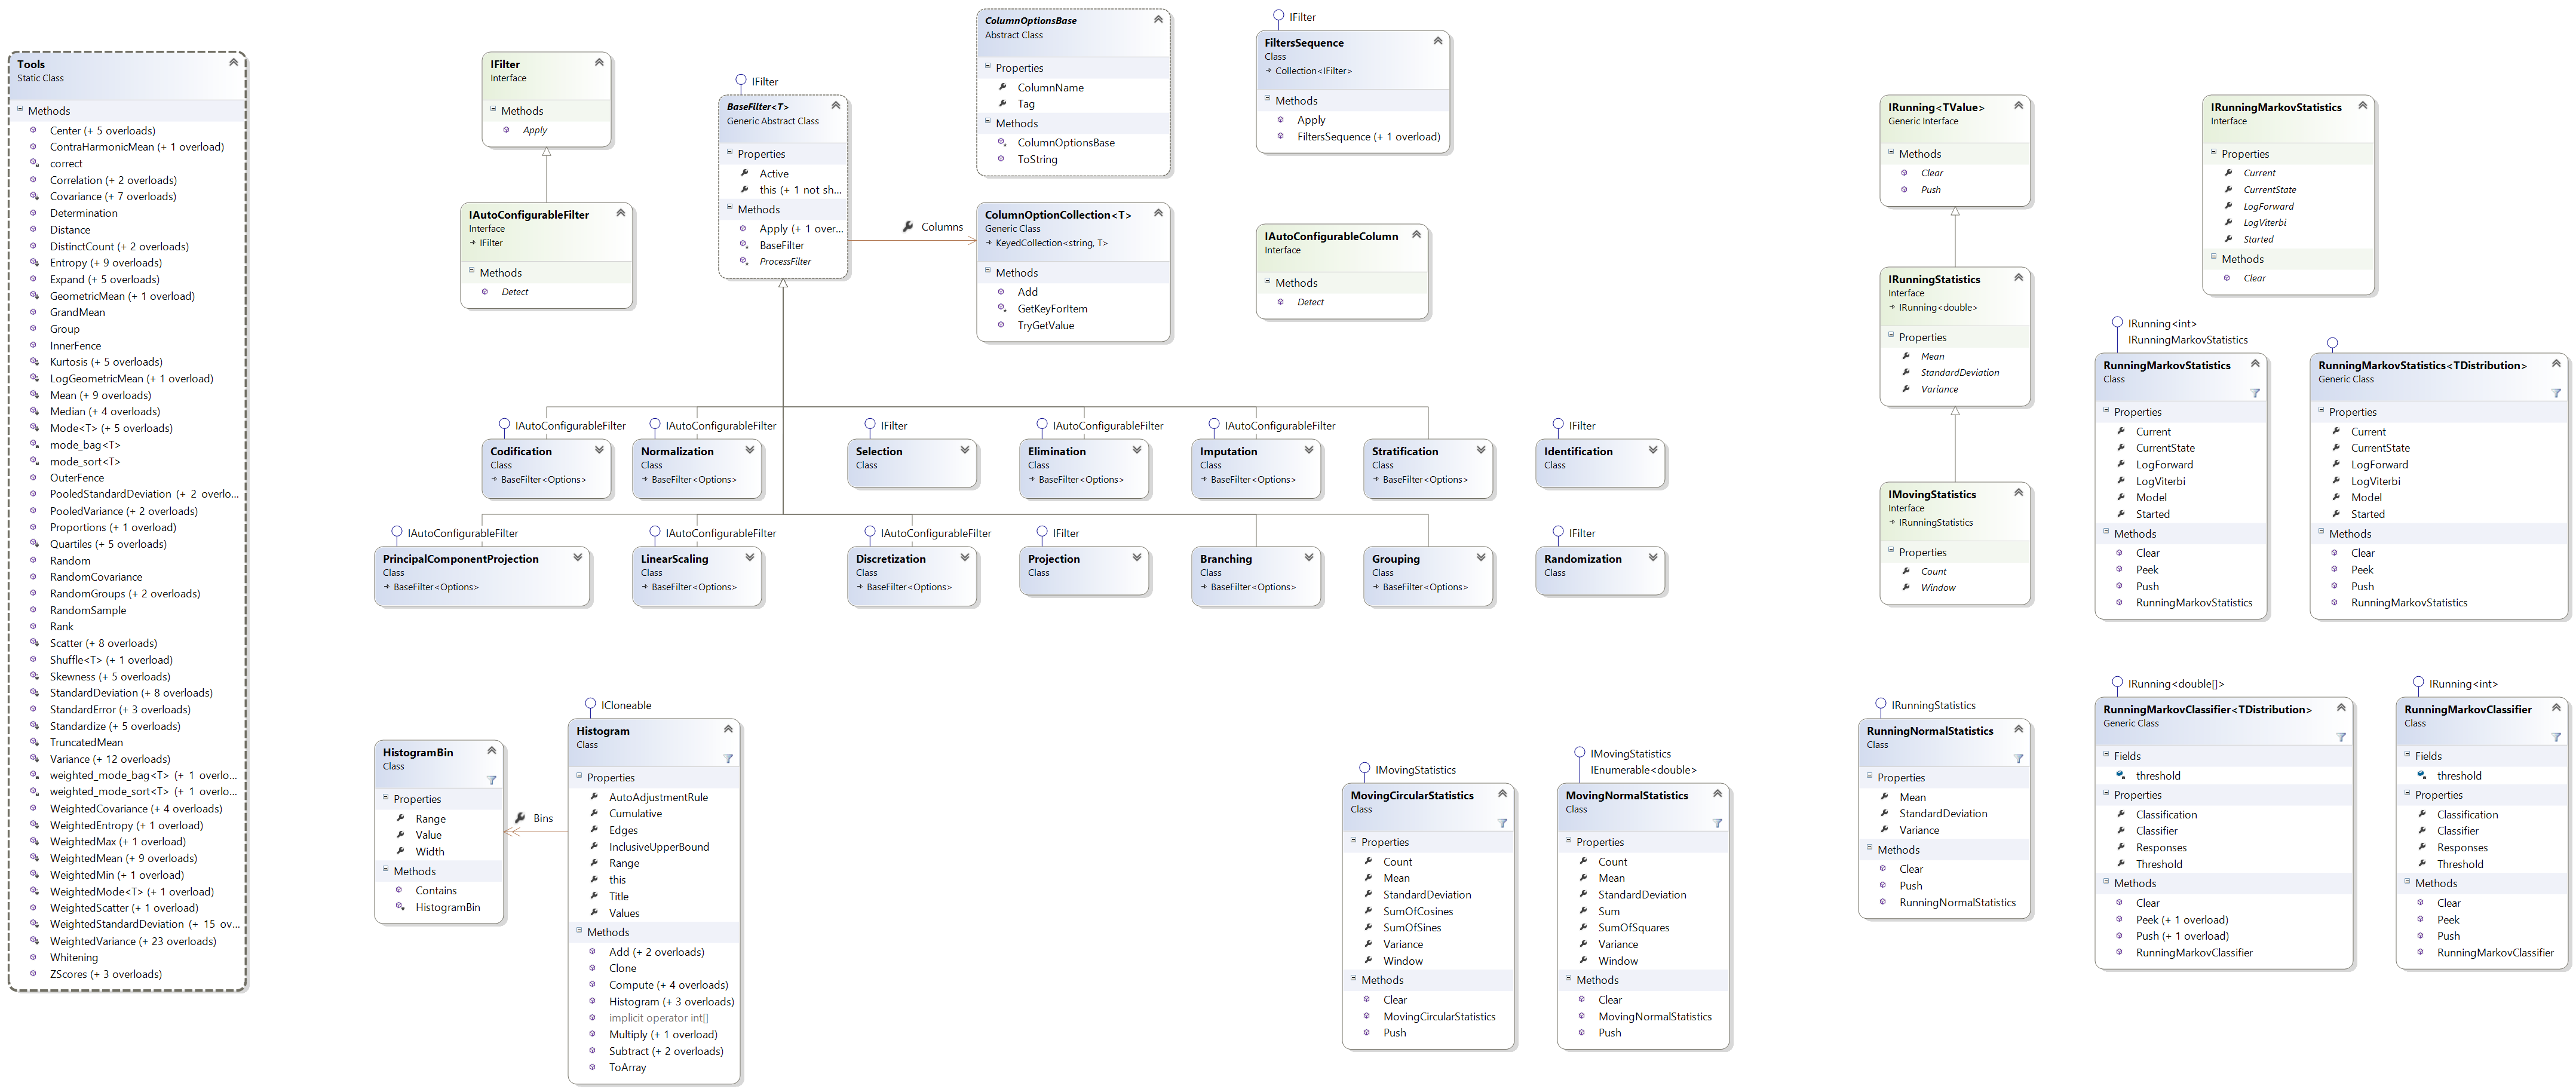 Tools
Static Class
Methods
Center (+ 5 overloads)
ContraHarmonicMean (+ 1 overload)
correct
Correlation (+ 2 overloads)
Covariance (+ 7 overloads)
Determination
Distance
DistinctCount (+ 2 overloads)
Entropy (+ 9 overloads)
Expand (+ 5 overloads)
GeometricMean (+ 1 overload)
GrandMean
Group
InnerFence
Kurtosis (+ 5 overloads)
LogGeometricMean (+ 1 overload)
Mean (+ 9 overloads)
Median (+ 4 overloads)
Mode<T> (+ 5 overloads)
mode_bag<T>
mode_sort<T>
OuterFence
PooledStandardDeviation (+ 2 overlo...
PooledVariance (+ 2 overloads)
Proportions (+ 1 overload)
Quartiles (+ 5 overloads)
Random
RandomCovariance
RandomGroups (+ 2 overloads)
RandomSample
Rank
Scatter (+ 8 overloads)
Shuffle<T> (+ 1 overload)
Skewness (+ 5 overloads)
StandardDeviation (+ 8 overloads)
StandardError (+ 3 overloads)
Standardize (+ 5 overloads)
TruncatedMean
Variance (+ 12 overloads)
weighted_mode_bag<T> (+ 1 overlo...
weighted_mode_sort<T> (+ 1 overlo...
WeightedCovariance (+ 4 overloads)
WeightedEntropy (+ 1 overload)
WeightedMax (+ 1 overload)
WeightedMean (+ 9 overloads)
WeightedMin (+ 1 overload)
WeightedMode<T> (+ 1 overload)
WeightedScatter (+ 1 overload)
WeightedStandardDeviation (+ 15 ov...
WeightedVariance (+ 23 overloads)
Whitening
ZScores (+ 3 overloads)
IFilter
Interface
Methods
Apply
IAutoConfigurableFilter
Interface
IFilter
Methods
Detect
IFilter
BaseFilter<T>
Generic Abstract Class
Properties
Active
this (+ 1 not sh...
Methods
Apply (+ 1 over...
BaseFilter
ProcessFilter
Columns
ColumnOptionsBase
Abstract Class
Properties
ColumnName
Tag
Methods
ColumnOptionsBase
ToString
ColumnOptionCollection<T>
Generic Class
KeyedCollection<string, T>
Methods
Add
GetKeyForItem
TryGetValue
IFilter
FiltersSequence
Class
Collection<IFilter>
Methods
Apply
FiltersSequence (+ 1 overload)
IAutoConfigurableColumn
Interface
Methods
Detect
IAutoConfigurableFilter
Codification
Class
BaseFilter<Options>
IAutoConfigurableFilter
Normalization
Class
BaseFilter<Options>
IFilter
Selection
Class
IAutoConfigurableFilter
Elimination
Class
BaseFilter<Options>
IAutoConfigurableFilter
Imputation
Class
BaseFilter<Options>
Stratification
Class
BaseFilter<Options>
IFilter
Identification
Class
IAutoConfigurableFilter
PrincipalComponentProjection
Class
BaseFilter<Options>
IAutoConfigurableFilter
LinearScaling
Class
BaseFilter<Options>
IAutoConfigurableFilter
Discretization
Class
BaseFilter<Options>
IFilter
Projection
Class
Branching
Class
BaseFilter<Options>
Grouping
Class
BaseFilter<Options>
IFilter
Randomization
Class
HistogramBin
Class
Properties
Range
Value
Width
Methods
Contains
HistogramBin
Bins
ICloneable
Histogram
Class
Properties
AutoAdjustmentRule
Cumulative
Edges
InclusiveUpperBound
Range
this
Title
Values
Methods
Add (+ 2 overloads)
Clone
Compute (+ 4 overloads)
Histogram (+ 3 overloads)
implicit operator int[]
Multiply (+ 1 overload)
Subtract (+ 2 overloads)
ToArray
IMovingStatistics
MovingCircularStatistics
Class
Properties
Count
Mean
StandardDeviation
SumOfCosines
SumOfSines
Variance
Window
Methods
Clear
MovingCircularStatistics
Push
IMovingStatistics
IEnumerable<double>
MovingNormalStatistics
Class
Properties
Count
Mean
StandardDeviation
Sum
SumOfSquares
Variance
Window
Methods
Clear
MovingNormalStatistics
Push
IRunning<TValue>
Generic Interface
Methods
Clear
Push
IRunningStatistics
Interface
IRunning<double>
Properties
Mean
StandardDeviation
Variance
IMovingStatistics
Interface
IRunningStatistics
Properties
Count
Window
IRunningStatistics
RunningNormalStatistics
Class
Properties
Mean
StandardDeviation
Variance
Methods
Clear
Push
RunningNormalStatistics
IRunningMarkovStatistics
Interface
Properties
Current
CurrentState
LogForward
LogViterbi
Started
Methods
Clear
IRunning<int>
IRunningMarkovStatistics
RunningMarkovStatistics
Class
Properties
Current
CurrentState
LogForward
LogViterbi
Model
Started
Methods
Clear
Peek
Push
RunningMarkovStatistics
RunningMarkovStatistics<TDistribution>
Generic Class
Properties
Current
CurrentState
LogForward
LogViterbi
Model
Started
Methods
Clear
Peek
Push
RunningMarkovStatistics
IRunning<double[]>
RunningMarkovClassifier<TDistribution>
Generic Class
Fields
threshold
Properties
Classification
Classifier
Responses
Threshold
Methods
Clear
Peek (+ 1 overload)
Push (+ 1 overload)
RunningMarkovClassifier
IRunning<int>
RunningMarkovClassifier
Class
Fields
threshold
Properties
Classification
Classifier
Responses
Threshold
Methods
Clear
Peek
Push
RunningMarkovClassifier